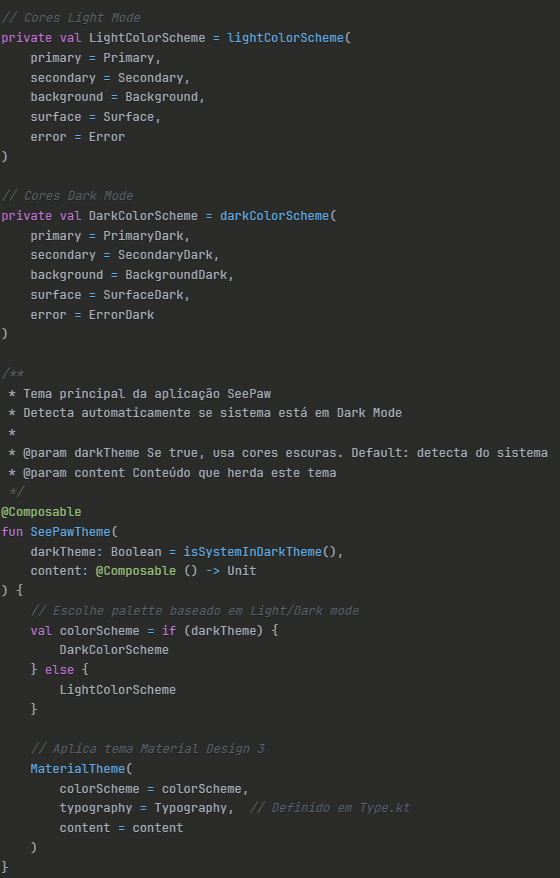 // Cores Light Mode
private val LightColorScheme = lightColorScheme(
    primary = Primary,
    secondary = Secondary,
    background = Background,
    surface = Surface,
    error = Error
)

// Cores Dark Mode
private val DarkColorScheme = darkColorScheme(
    primary = PrimaryDark,
    secondary = SecondaryDark,
    background = BackgroundDark,
    surface = SurfaceDark,
    error = ErrorDark
)

/**
 * Tema principal da aplicação SeePaw
 * Detecta automaticamente se sistema está em Dark Mode
 *
 * @param darkTheme Se true, usa cores escuras. Default: detecta do sistema
 * @param content Conteúdo que herda este tema
 */
@Composable
fun SeePawTheme(
    darkTheme: Boolean = isSystemInDarkTheme(),
    content: @Composable () -> Unit
) {
    // Escolhe palette baseado em Light/Dark mode
    val colorScheme = if (darkTheme) {
        DarkColorScheme
    } else {
        LightColorScheme
    }

    // Aplica tema Material Design 3
    MaterialTheme(
        colorScheme = colorScheme,
        typography = Typography,  // Definido em Type.kt
        content = content
    )
}